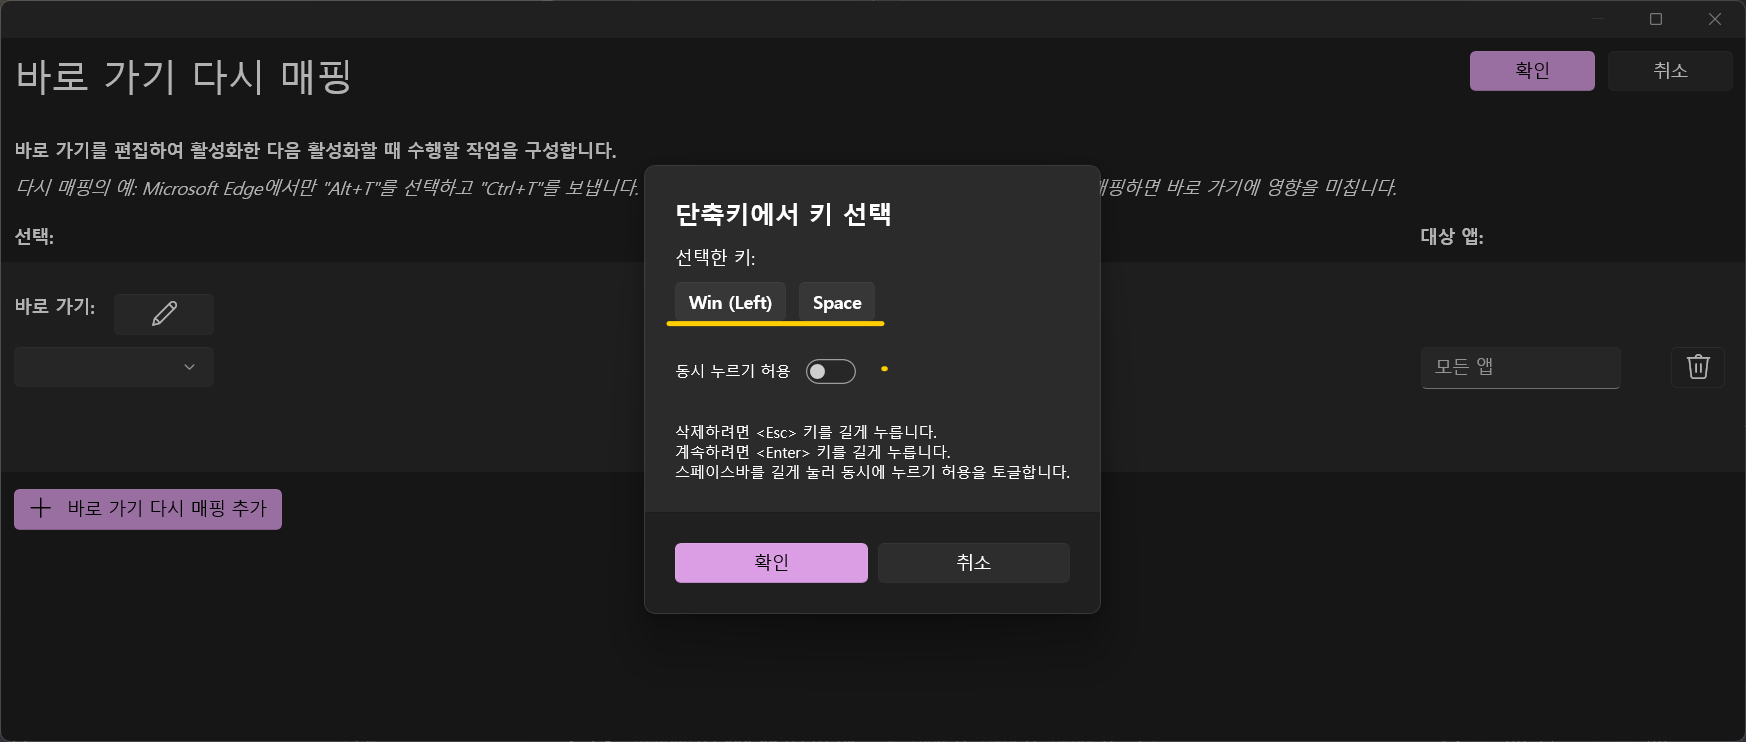 바로 가기 다시 매핑
확인
취소
바로 가기를 편집하여 활성화한 다음 활성화할 때 수행할 작업을 구성합니다.
다시 매핑의 예: Microsoft Edge에서만 "Alt+T"를 선택하고 "Ctrl+T"를 보냅니다.
매핑하면 바로 가기에 영향을 미칩니다.
선택:
대상 앱:
바로 가기:
모든 앱
바로 가기 다시 매핑 추가
단축키에서 키 선택
선택한 키:
Win (Left) Space
동시 누르기 허용
삭제하려면 <Esc> 키를 길게 누릅니다.
계속하려면 <Enter> 키를 길게 누릅니다.
스페이스바를 길게 눌러 동시에 누르기 허용을 토글합니다.
확인
취소